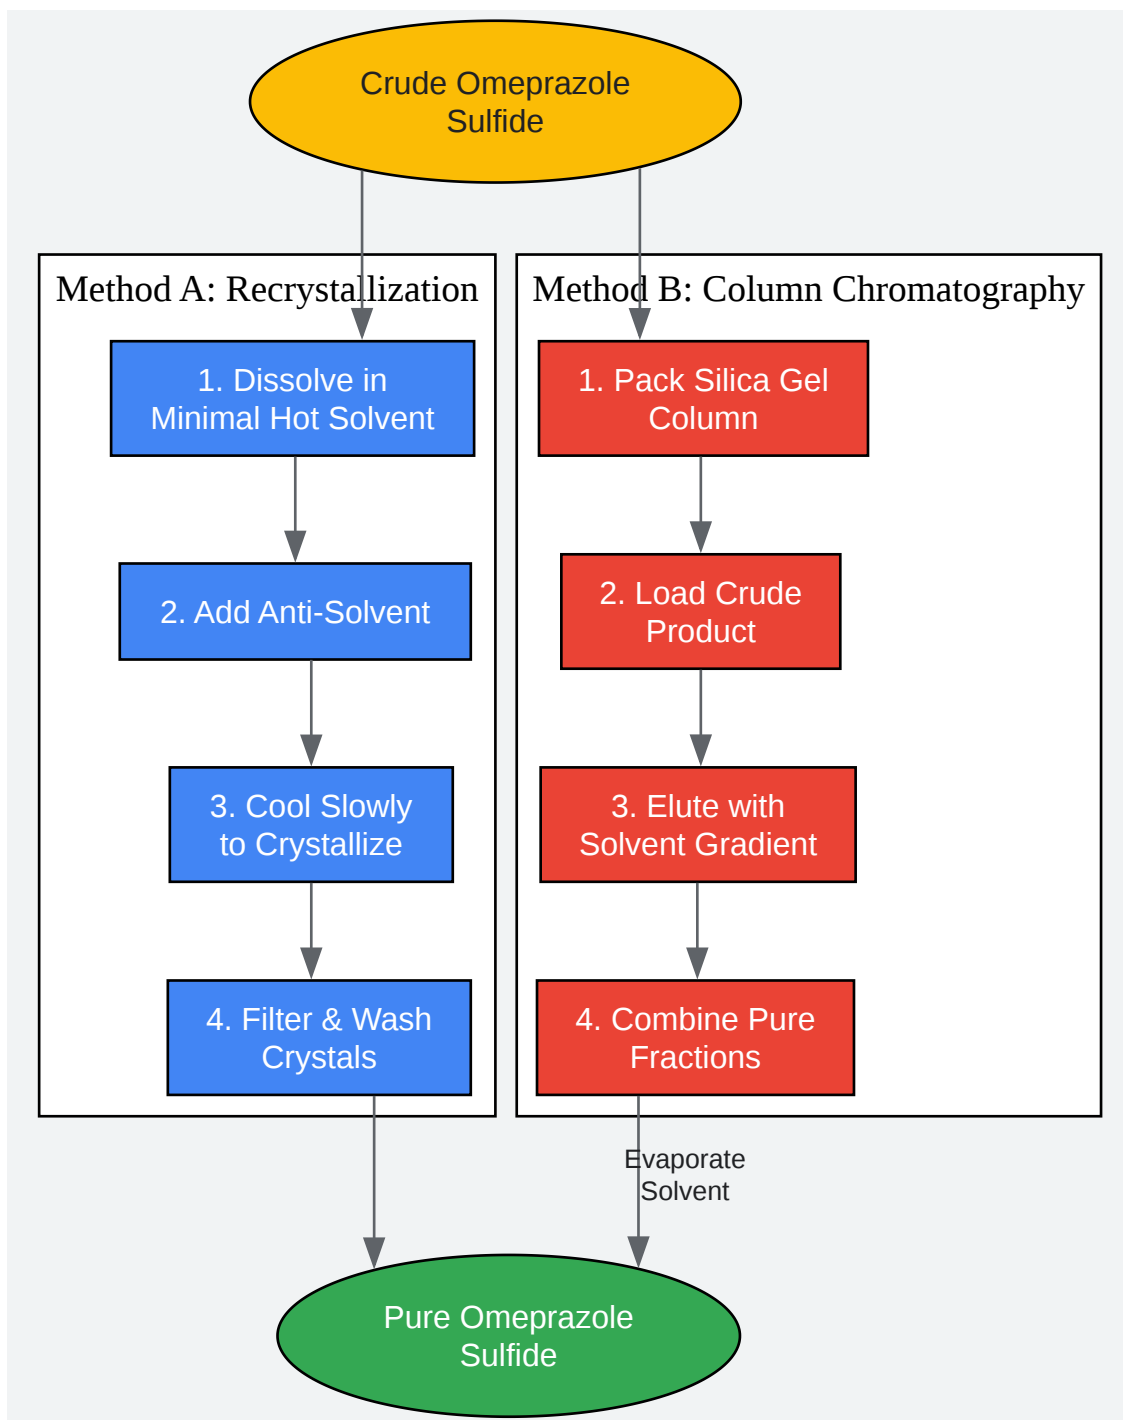 Crude Omeprazole
Sulfide
Method A: Recrystallization
1. Dissolve in
Minimal Hot Solvent
2. Add Anti-Solvent
3. Cool Slowly
to Crystallize
4. Filter & Wash
Crystals
Method B: Column Chromatography
1. Pack Silica Gel
Column
2. Load Crude
Product
3. Elute with
Solvent Gradient
4. Combine Pure
Fractions
Evaporate
Solvent
Pure Omeprazole
Sulfide